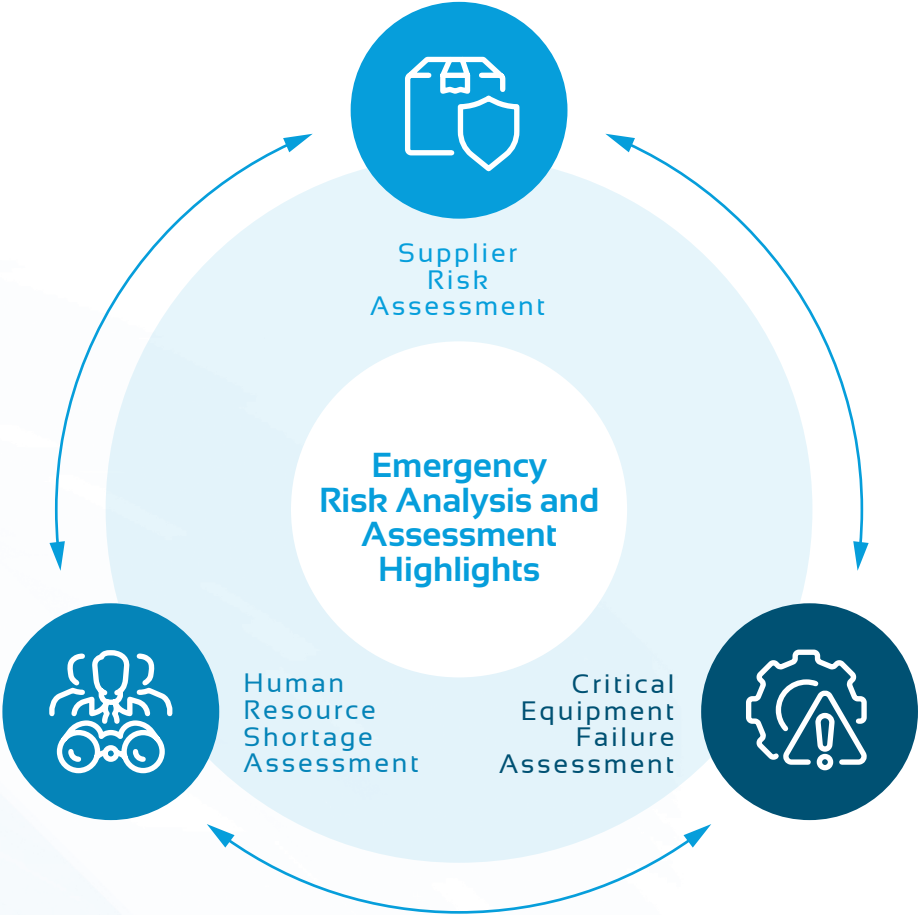 Supplier
Risk
Assessment
Emergency
Risk Analysis and
Assessment
Highlights
Human
Resource
Shortage
Assessment
Critical
Equipment
Failure
Assessment